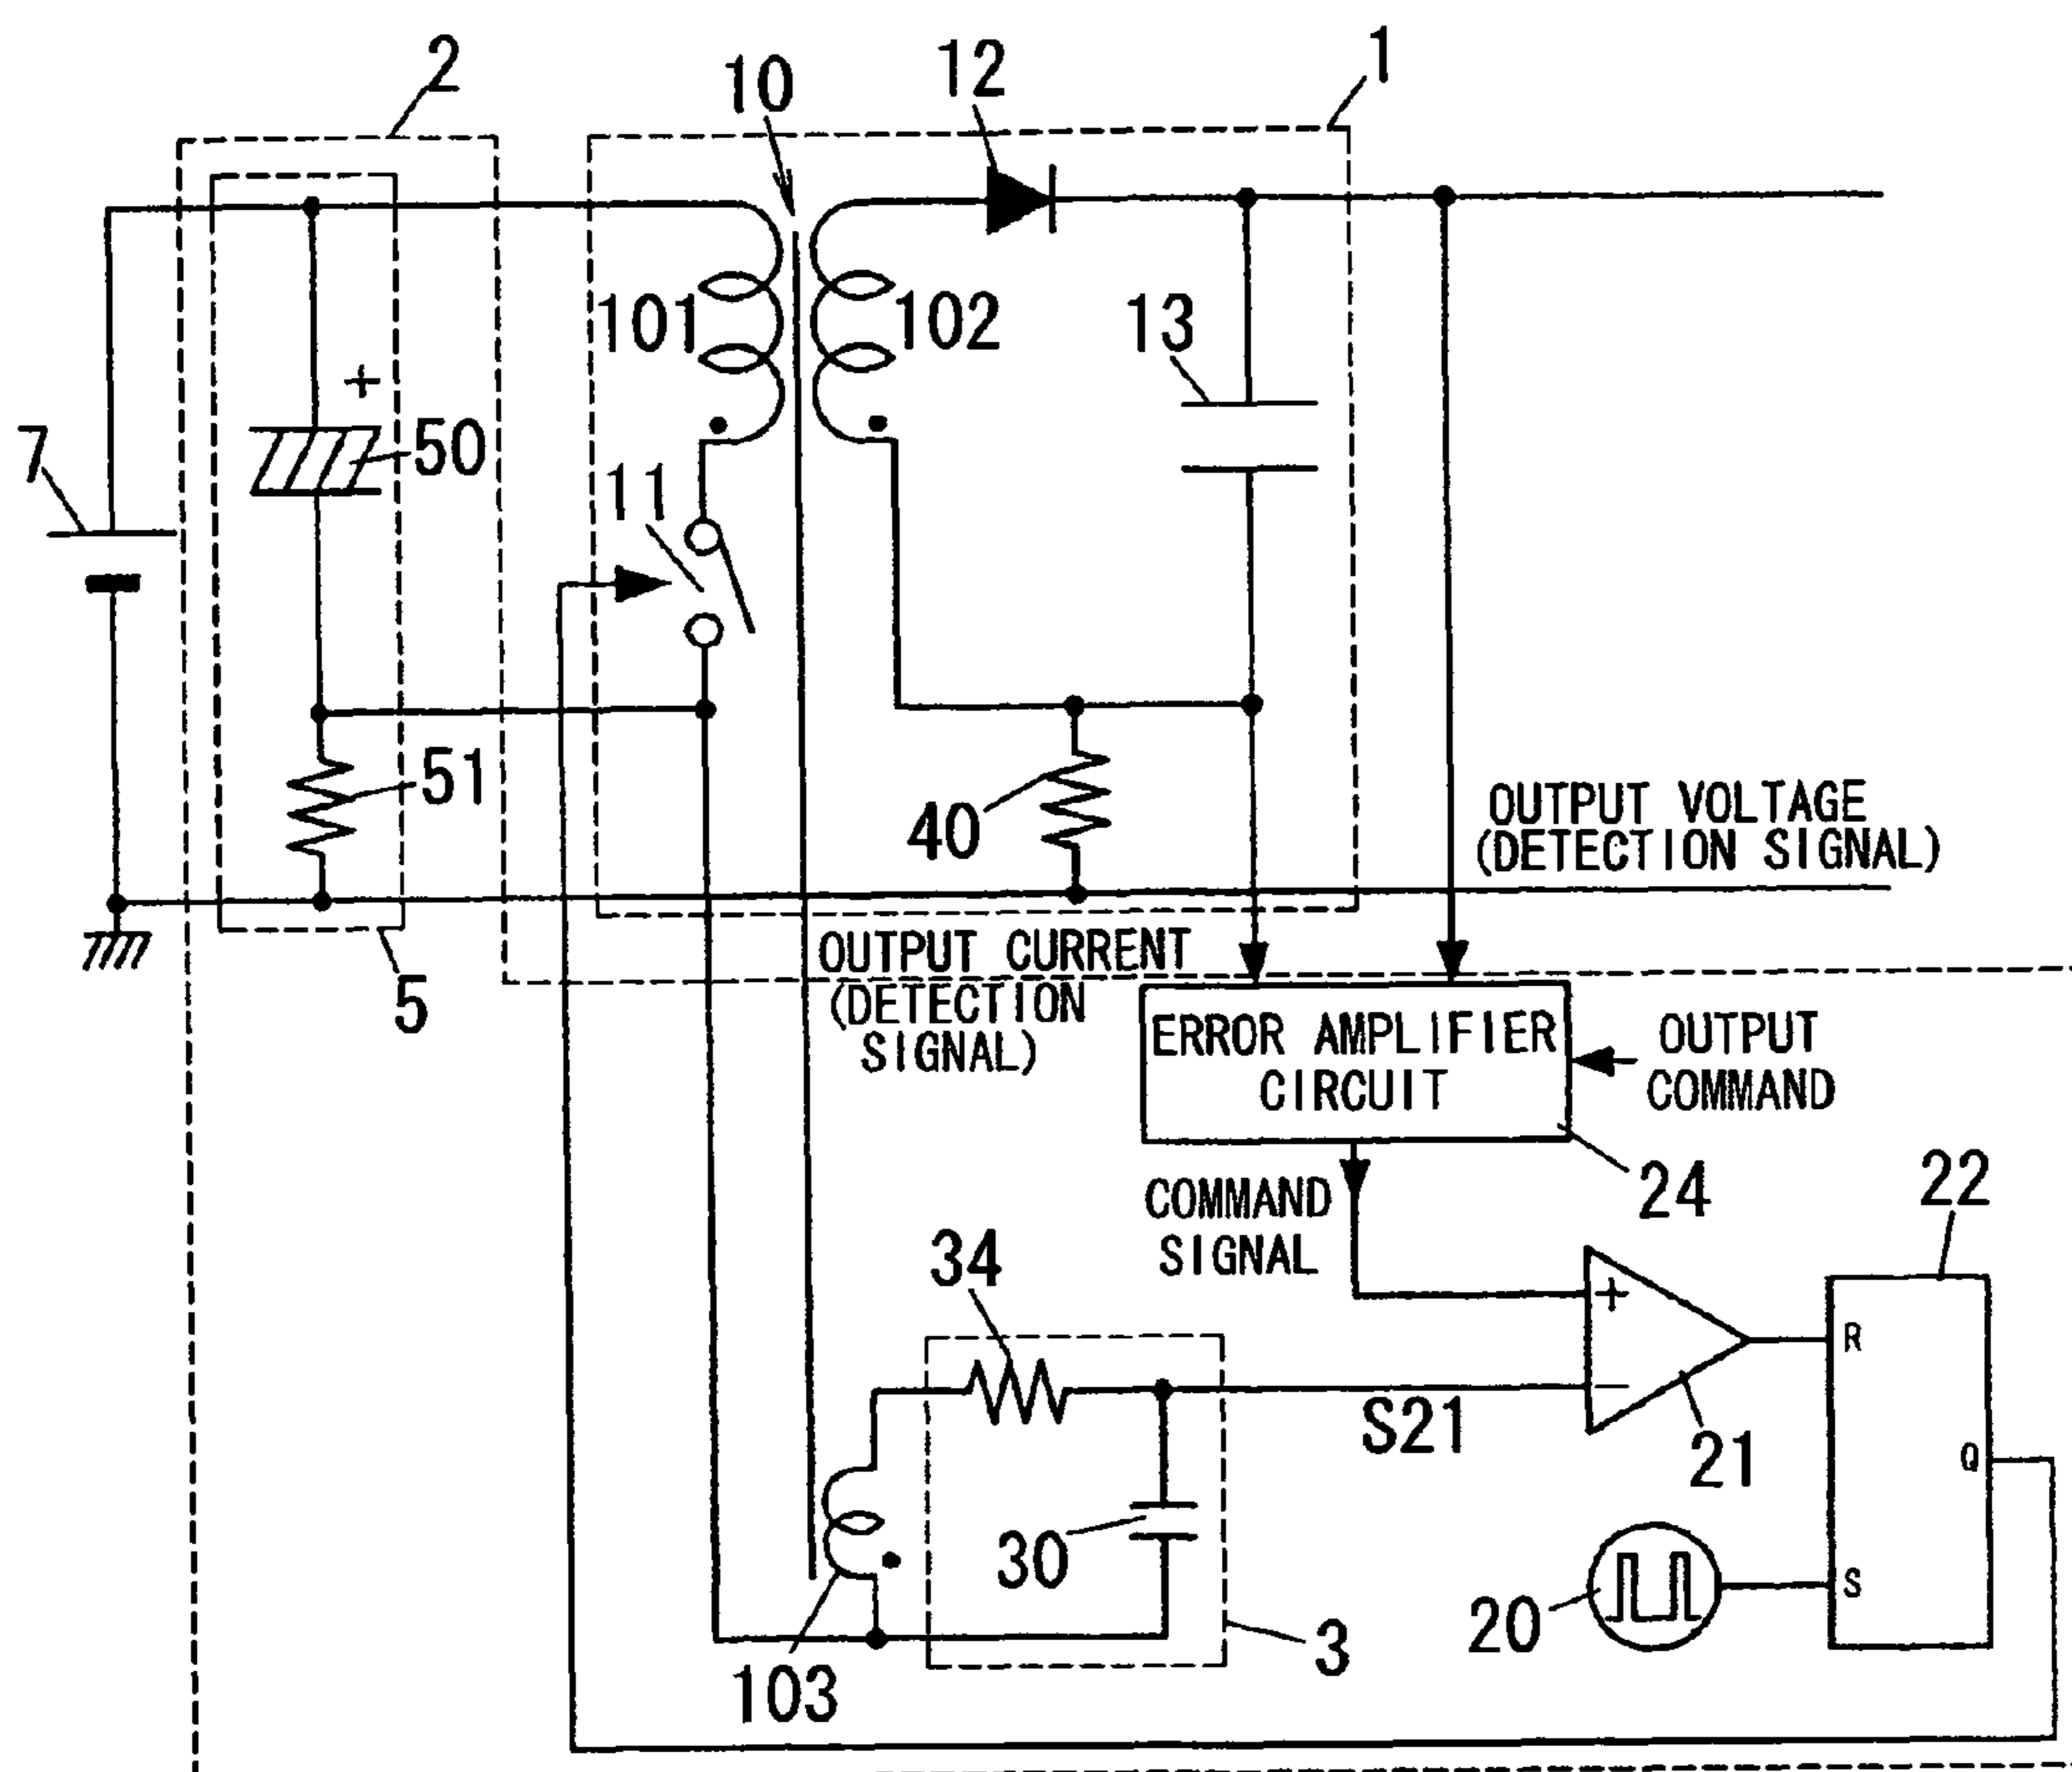 2
10
12
1
101
102
13
+
50
7
11
51
40
OUTPUT VOLTAGE
(DETECTION SIGNAL)
5
OUTPUT CURRENT
(DETECTION
SIGNAL)
ERROR AMPLIFIER
CIRCUIT
OUTPUT
COMMAND
24
22
COMMAND
SIGNAL
34
+
R
−
S21
21
Q
30
20
S
3
103